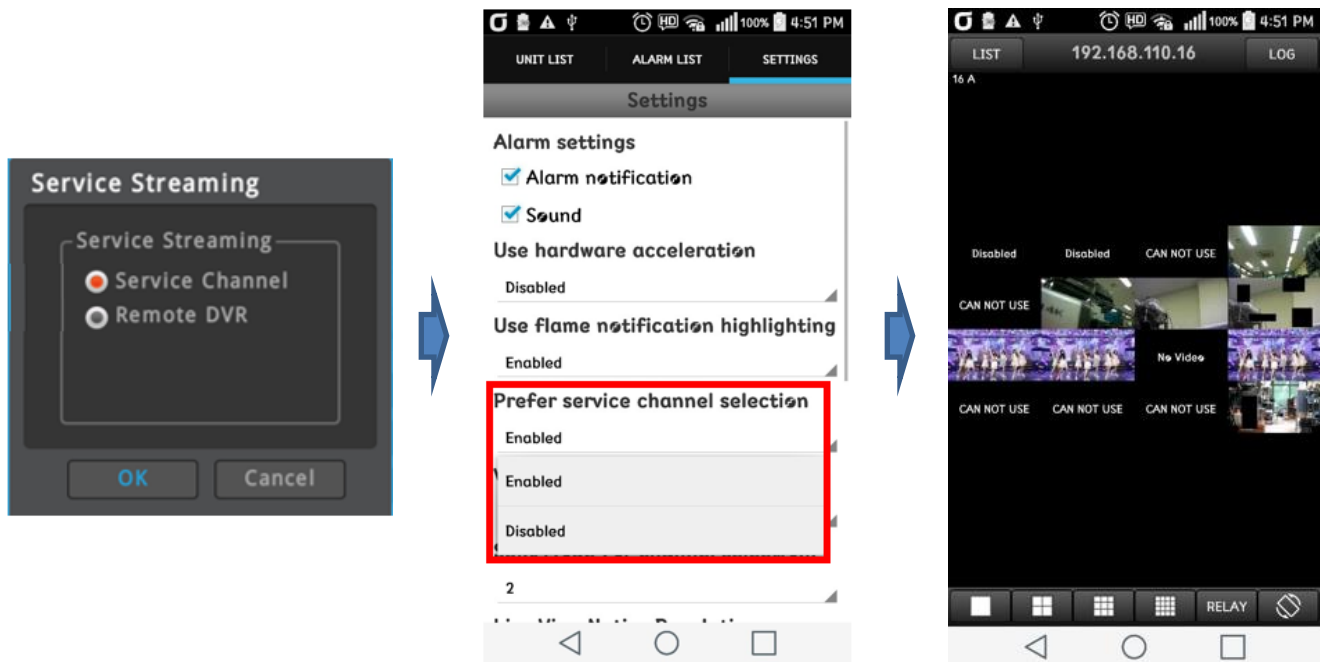 Service Streaming
Service Streaming
Service Channel
Remote DVR
OK Cancel
HD 100% 4:51 PM
UNIT LIST ALARM LIST SETTINGS
Settings
Alarm settings
Alarm notification
Sound
Use hardware acceleration
Disabled
Use flame notification highlighting
Enabled
Prefer service channel selection
Enabled
Enabled
Disabled
2
HD 100% 4:51 PM
LIST 192.168.110.16 LOG
16 A
Disabled Disabled CAN NOT USE
CAN NOT USE
No Video
CAN NOT USE CAN NOT USE CAN NOT USE
RELAY